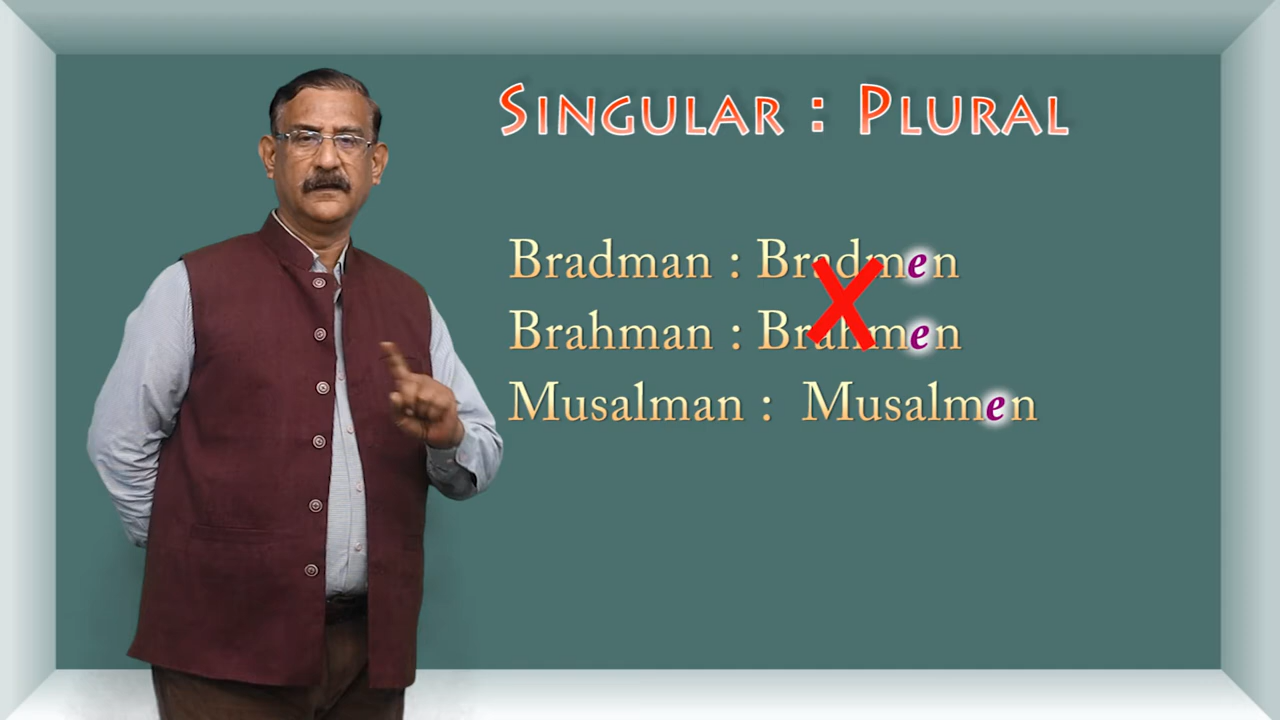 Singular : Plural
Bradman : Bradmen
Brahman : Brahmen
Musalman : Musalmen